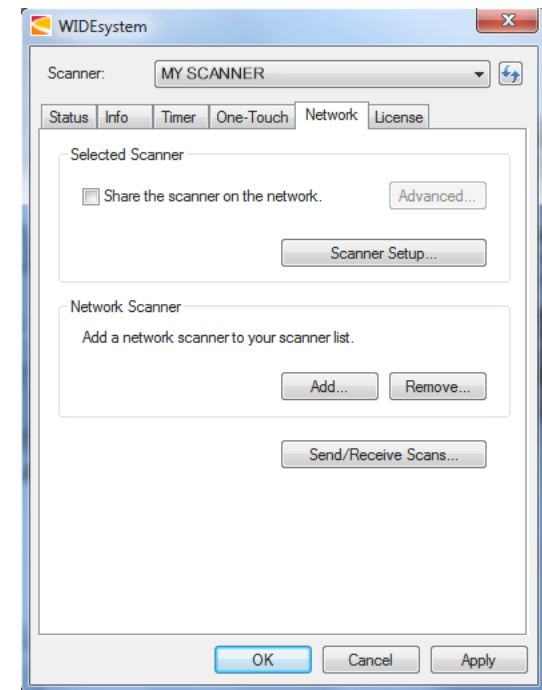 WIDEsystem
Scanner: MY SCANNER
Status Info Timer One-Touch Network License
Selected Scanner
Share the scanner on the network. Advanced...
Scanner Setup...
Network Scanner
Add a network scanner to your scanner list.
Add... Remove...
Send/Receive Scans...
OK Cancel Apply